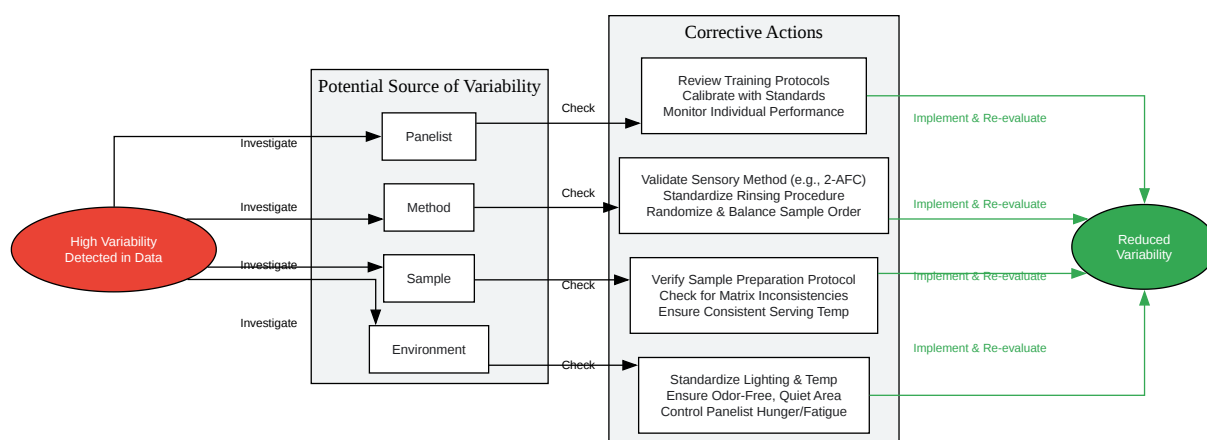 Corrective Actions
Potential Source of Variability
Review Training Protocols
Calibrate with Standards
Monitor Individual Performance
Check
Implement & Re-evaluate
Investigate
Panelist
Validate Sensory Method (e.g., 2-AFC)
Standardize Rinsing Procedure
Randomize & Balance Sample Order
Check
Implement & Re-evaluate
Investigate
Method
High Variability
Detected in Data
Reduced
Variability
Investigate
Sample
Check
Verify Sample Preparation Protocol
Check for Matrix Inconsistencies
Ensure Consistent Serving Temp
Implement & Re-evaluate
Investigate
Environment
Check
Standardize Lighting & Temp
Ensure Odor-Free, Quiet Area
Control Panelist Hunger/Fatigue
Implement & Re-evaluate